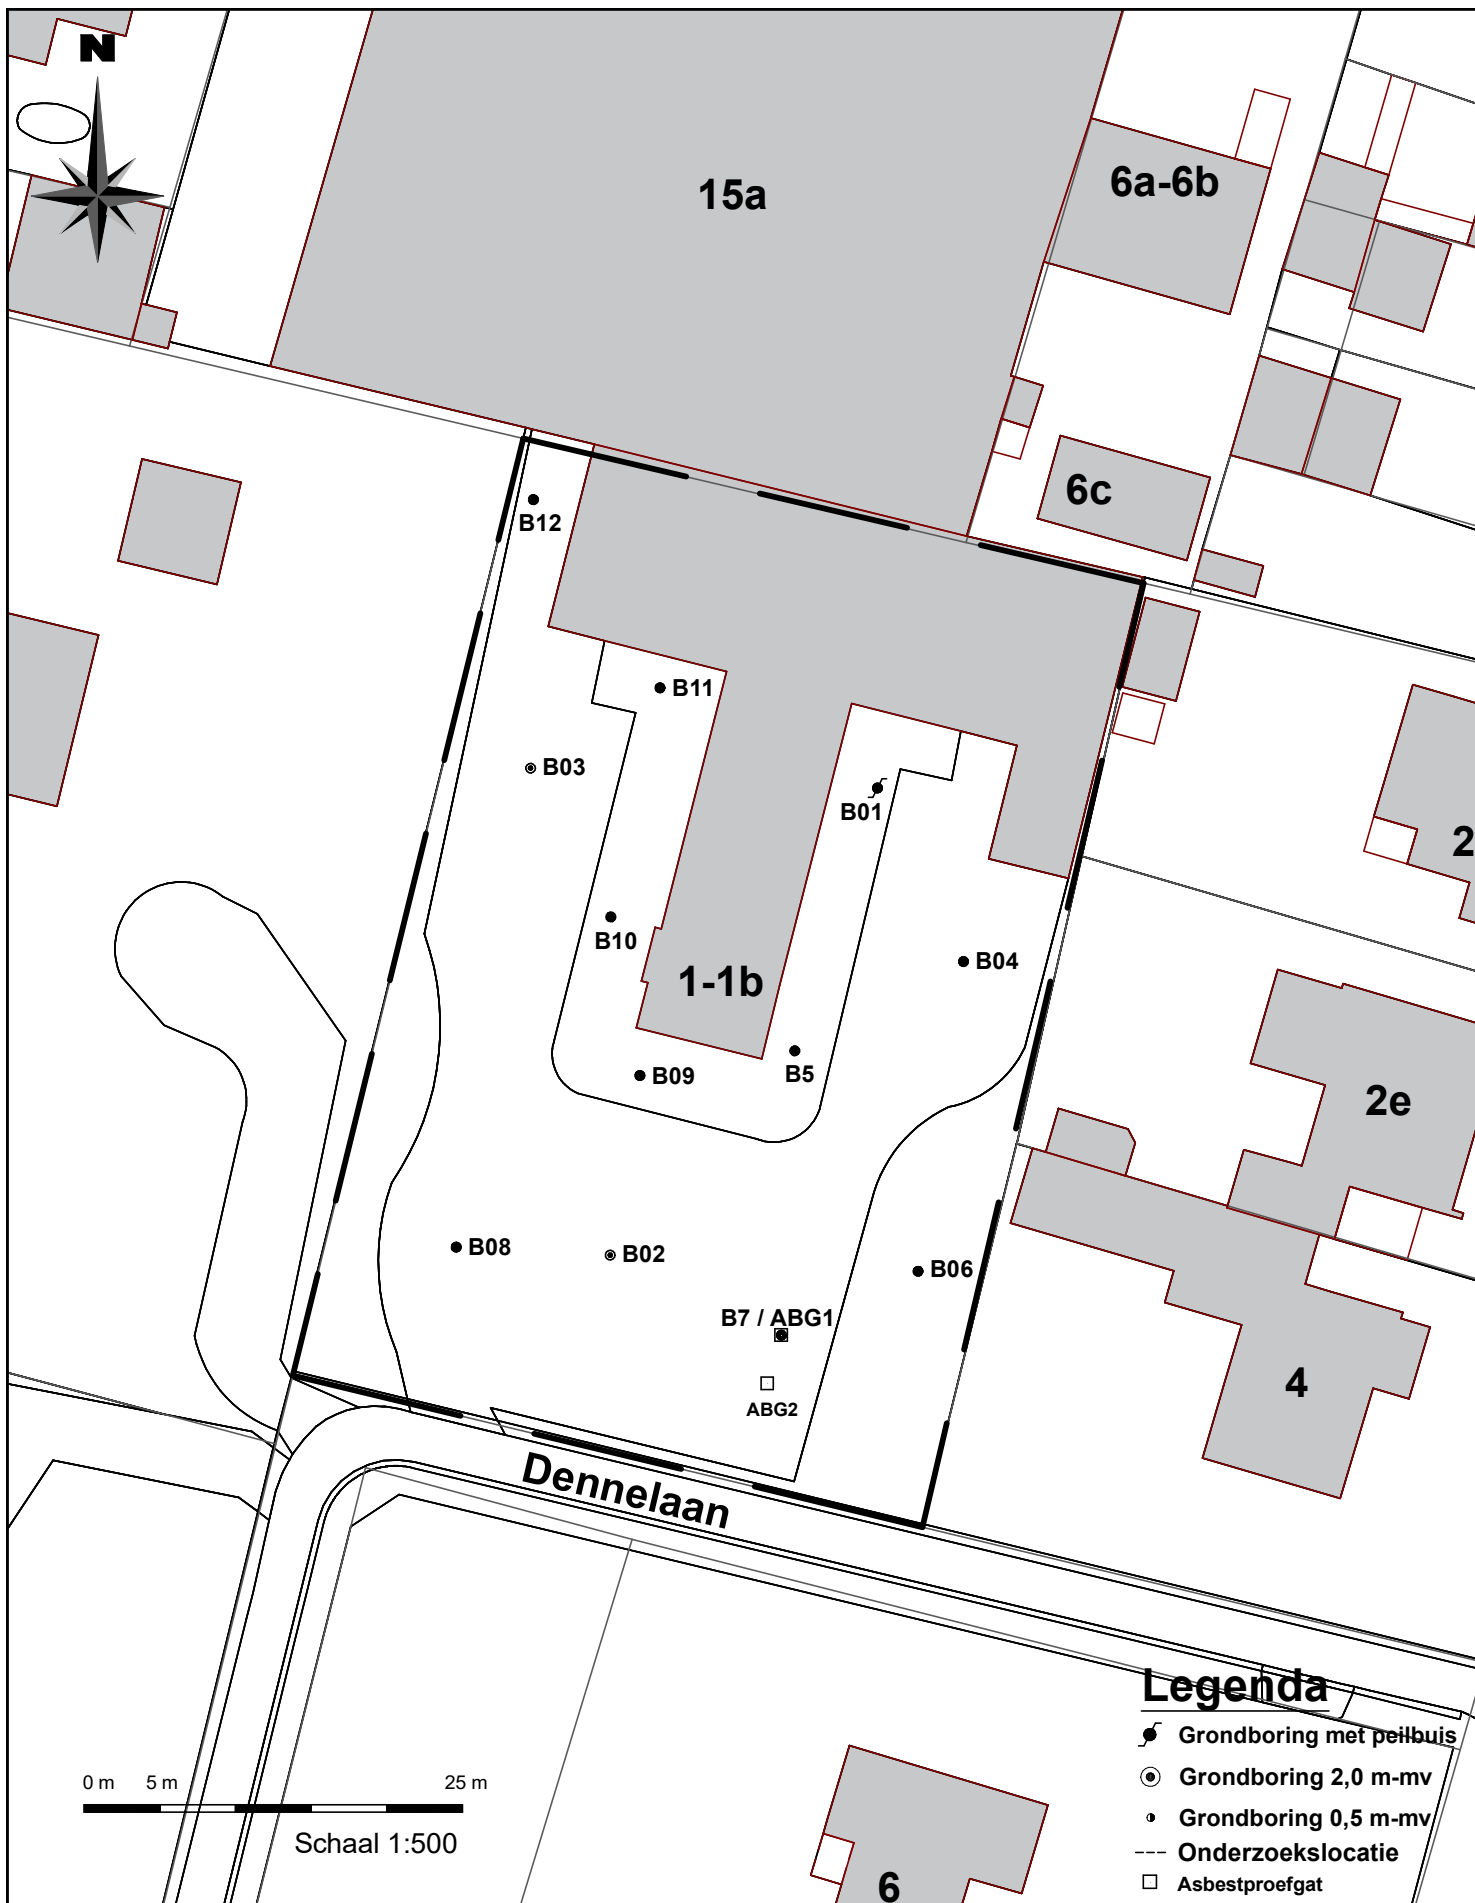 N
15a
6a-6b
6c
B12
B11
B03
B01
2
B10
B04
1-1b
B5
B09
2e
B08
B02
B06
B7 / ABG1
4
ABG2
Dennelaan
Legenda
Grondboring met peilbuis
Grondboring 2,0 m-mv
Grondboring 0,5 m-mv
Onderzoekslocatie
Asbestproefgat
0 m 5 m 25 m
Schaal 1:500
6